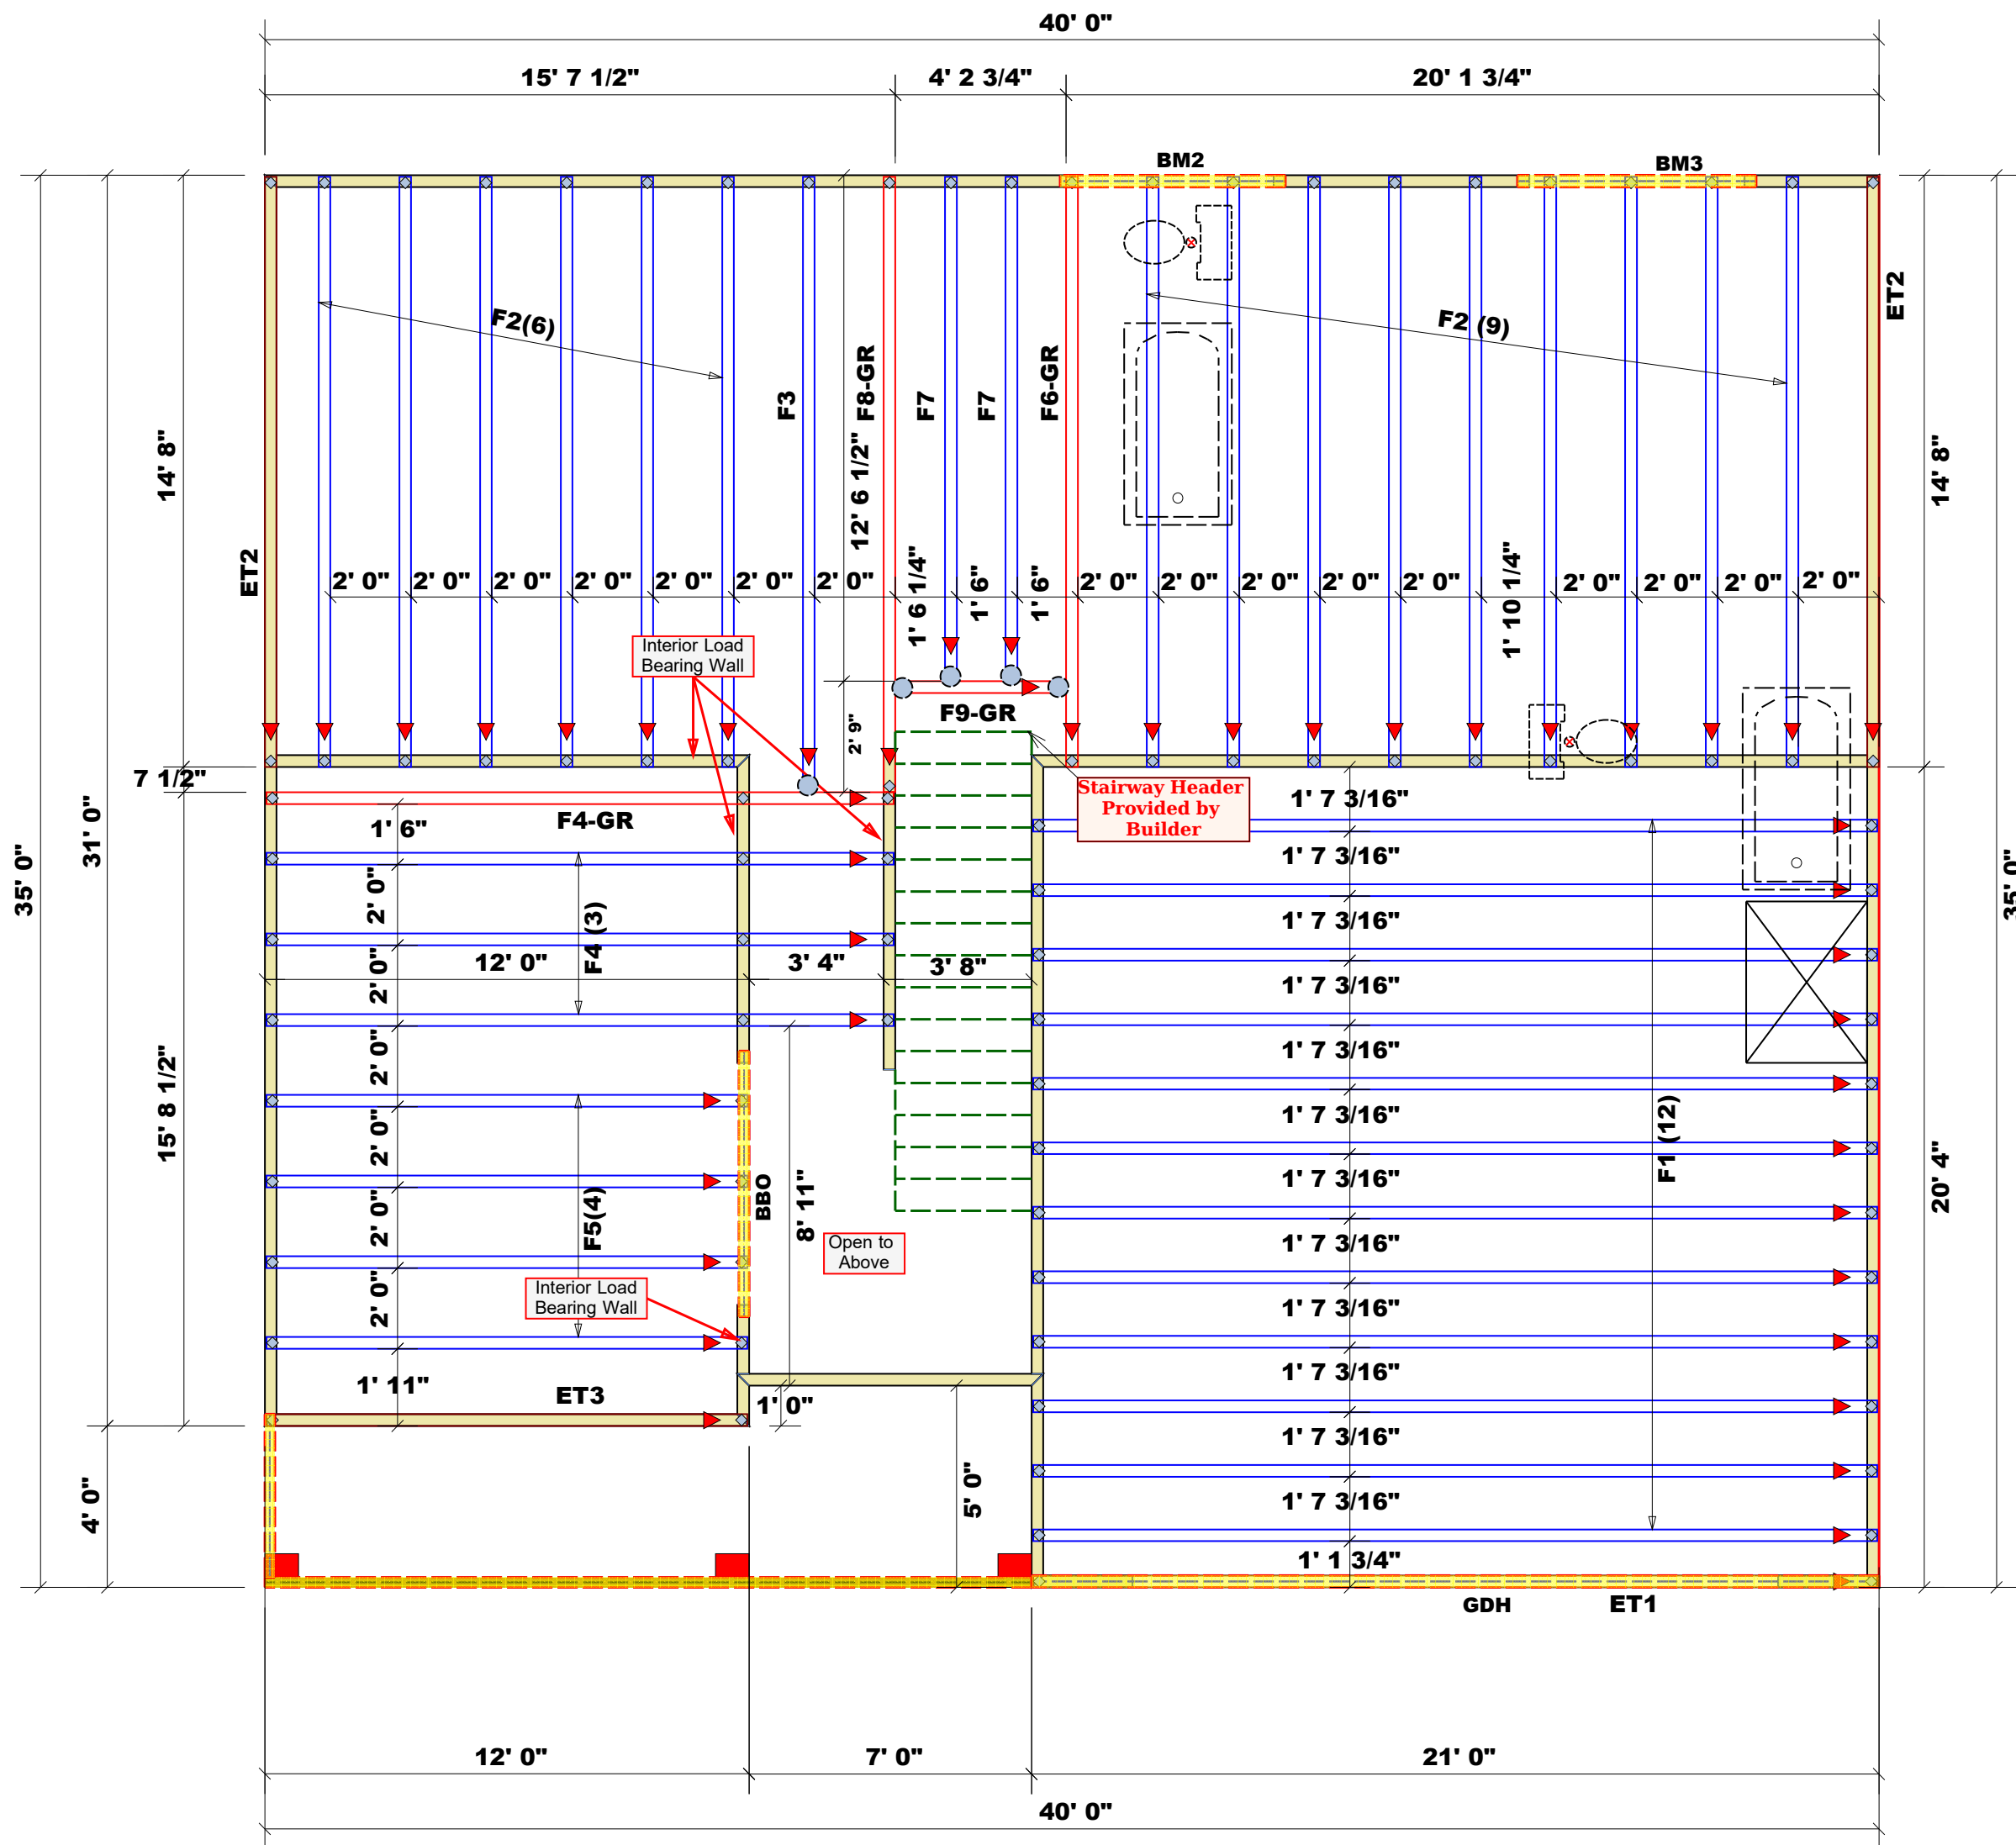 40' 0"
15' 7 1/2"
4' 2 3/4"
20' 1 3/4"
BM2
BM3
ET2
F2(6)
F2 (9)
F3
F8-GR
F7
F7
F6-GR
14' 8"
14' 8"
12' 6 1/2"
ET2
2' 0"
2' 0"
2' 0"
2' 0"
2' 0"
2' 0"
2' 0"
1' 6 1/4"
1' 6"
1' 6"
2' 0"
2' 0"
2' 0"
2' 0"
2' 0"
1' 10 1/4"
2' 0"
2' 0"
2' 0"
2' 0"
Interior Load
Bearing Wall
F9-GR
2' 9"
7 1/2"
Stairway Header
Provided by
Builder
1' 7 3/16"
F4-GR
1' 6"
31' 0"
35' 0"
35' 0"
1' 7 3/16"
2' 0"
F4 (3)
1' 7 3/16"
12' 0"
3' 4"
3' 8"
2' 0"
1' 7 3/16"
2' 0"
1' 7 3/16"
15' 8 1/2"
1' 7 3/16"
F1 (12)
2' 0"
1' 7 3/16"
20' 4"
BBO
8' 11"
F5(4)
2' 0"
Open to
Above
1' 7 3/16"
Interior Load
Bearing Wall
2' 0"
1' 7 3/16"
1' 11"
ET3
1' 0"
1' 7 3/16"
1' 7 3/16"
4' 0"
5' 0"
1' 7 3/16"
1' 1 3/4"
GDH
ET1
12' 0"
7' 0"
21' 0"
40' 0"